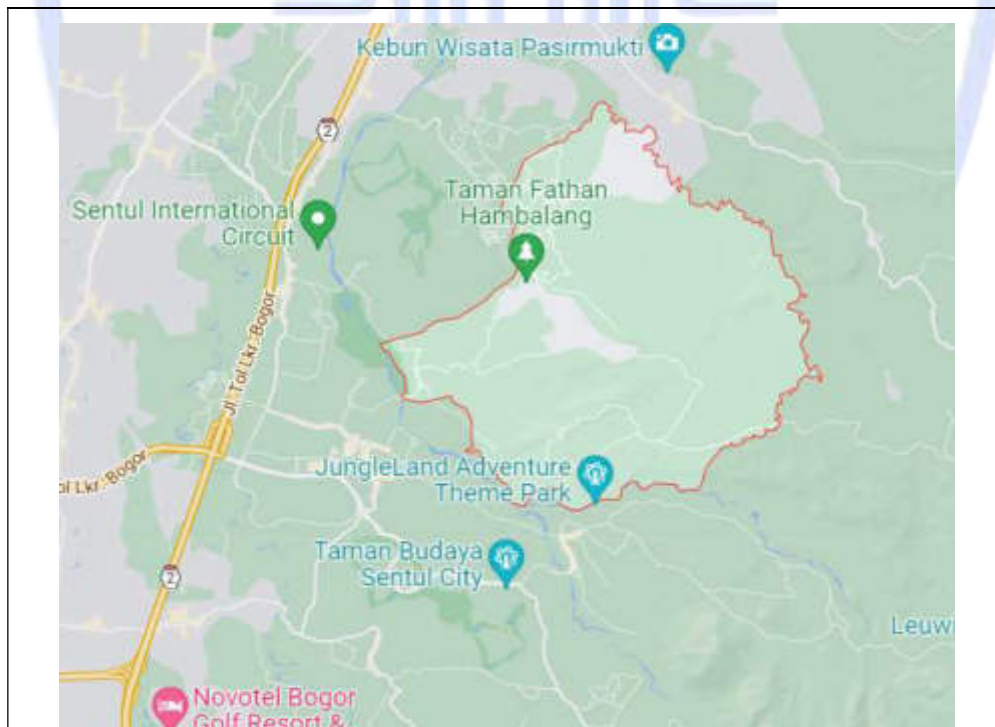 Kebun Wisata Pasirmukti
2
Taman Fathan
Hambalang
Sentul International
Circuit
Jl. Tol Lkr. Bogor
JungleLand Adventure
Theme Park
ol Lkr. Bogor
Taman Budaya
Sentul City
2
Leuwi
Novotel Bogor
Golf Resort &